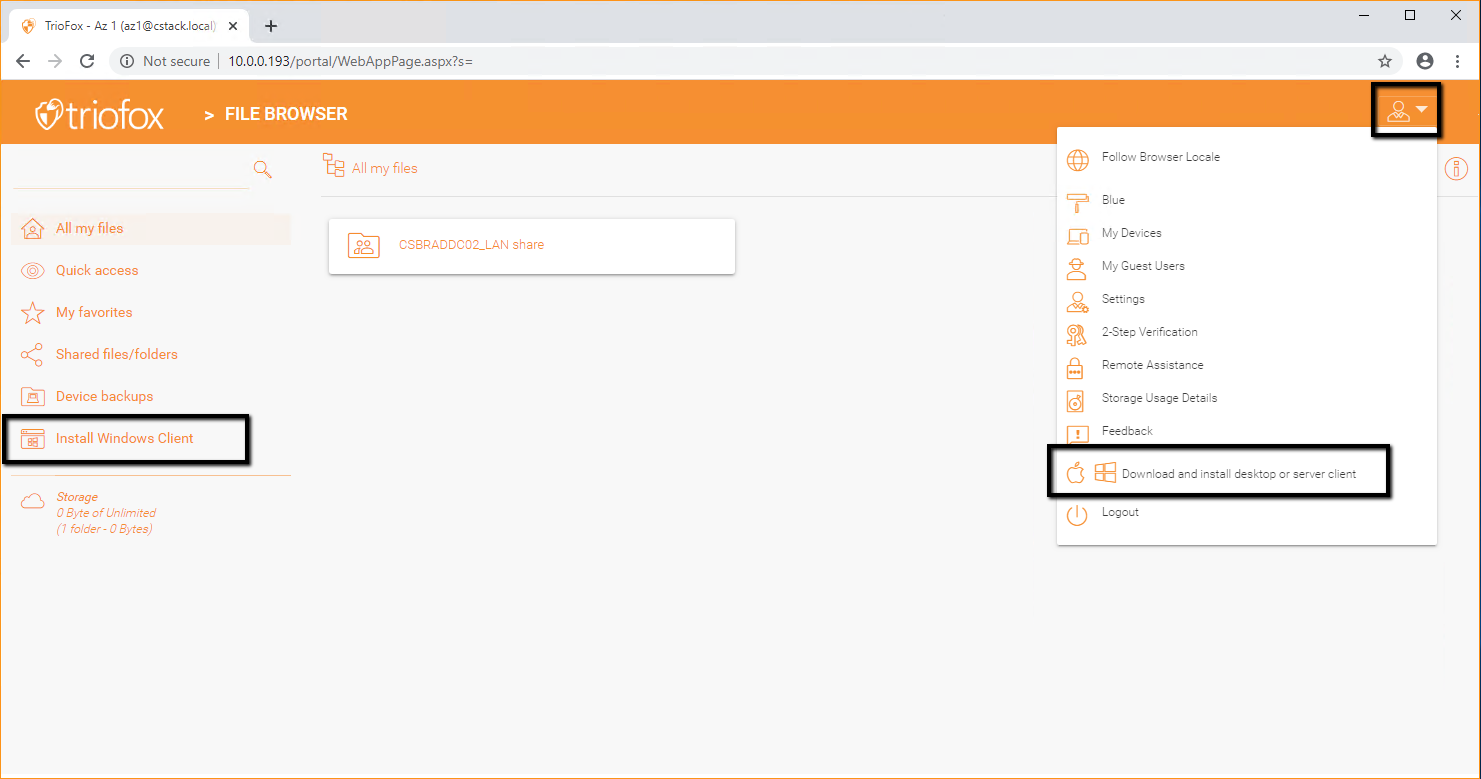 TrioFox - Az 1 (az1@cstack.local)
Not secure | 10.0.0.193/portal/WebAppPage.aspx?s=
triofox > FILE BROWSER
All my files
Quick access
My favorites
Shared files/folders
Device backups
Install Windows Client
Storage
0 Byte of Unlimited
(1 folder - 0 Bytes)
All my files
CSBRADDC02_LAN share
Follow Browser Locale
Blue
My Devices
My Guest Users
Settings
2-Step Verification
Remote Assistance
Storage Usage Details
Feedback
Download and install desktop or server client
Logout